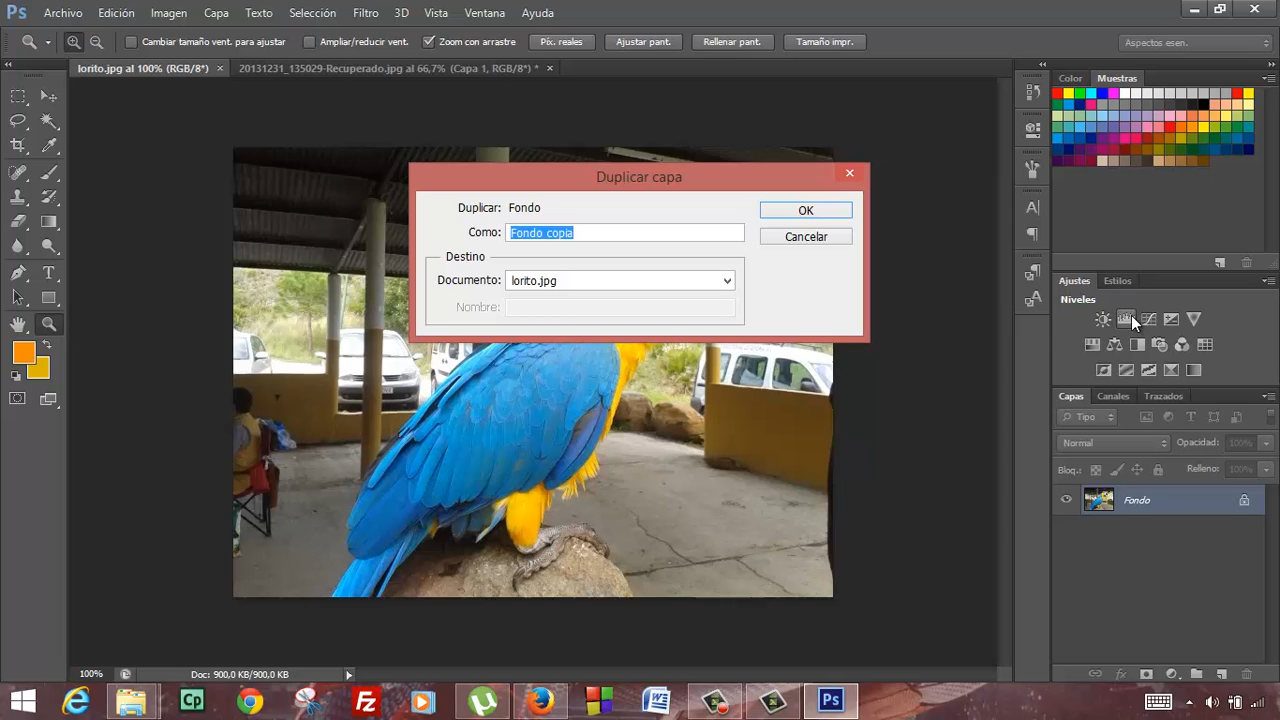 Ps Archivo Edición Imagen Capa Texto Selección Filtro 3D Vista Ventana Ayuda
Cambiar tamaño vent. para ajustar Ampliar/reducir vent. Zoom con arrastre Píx. reales Ajustar pant. Rellenar pant. Tamaño impr. Aspectos esen.
lorito.jpg al 100% (RGB/8*) × 20131231_135029-Recuperado.jpg al 66,7% (Capa 1, RGB/8*) * ×
Color Muestras
Duplicar capa
Duplicar: Fondo OK
Como: Fondo copia Cancelar
Destino
Documento: lorito.jpg
Nombre:
Ajustes Estilos
Niveles
Capas Canales Trazados
Tipo
Normal Opacidad: 100%
Bloq.: Relleno: 100%
Fondo
100% Doc: 900,0 KB/900,0 KB
fx
Cp Fz W Ps